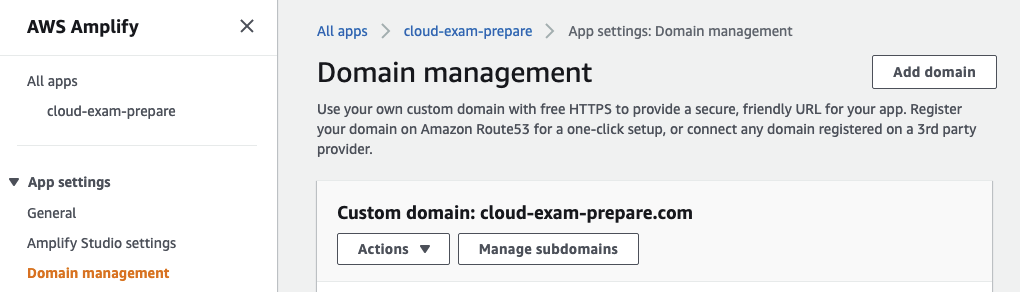 AWS Amplify
All apps
cloud-exam-prepare
App settings
General
Amplify Studio settings
Domain management
All apps > cloud-exam-prepare > App settings: Domain management
Domain management
Add domain
Use your own custom domain with free HTTPS to provide a secure, friendly URL for your app. Register
your domain on Amazon Route53 for a one-click setup, or connect any domain registered on a 3rd party
provider.
Custom domain: cloud-exam-prepare.com
Actions
Manage subdomains